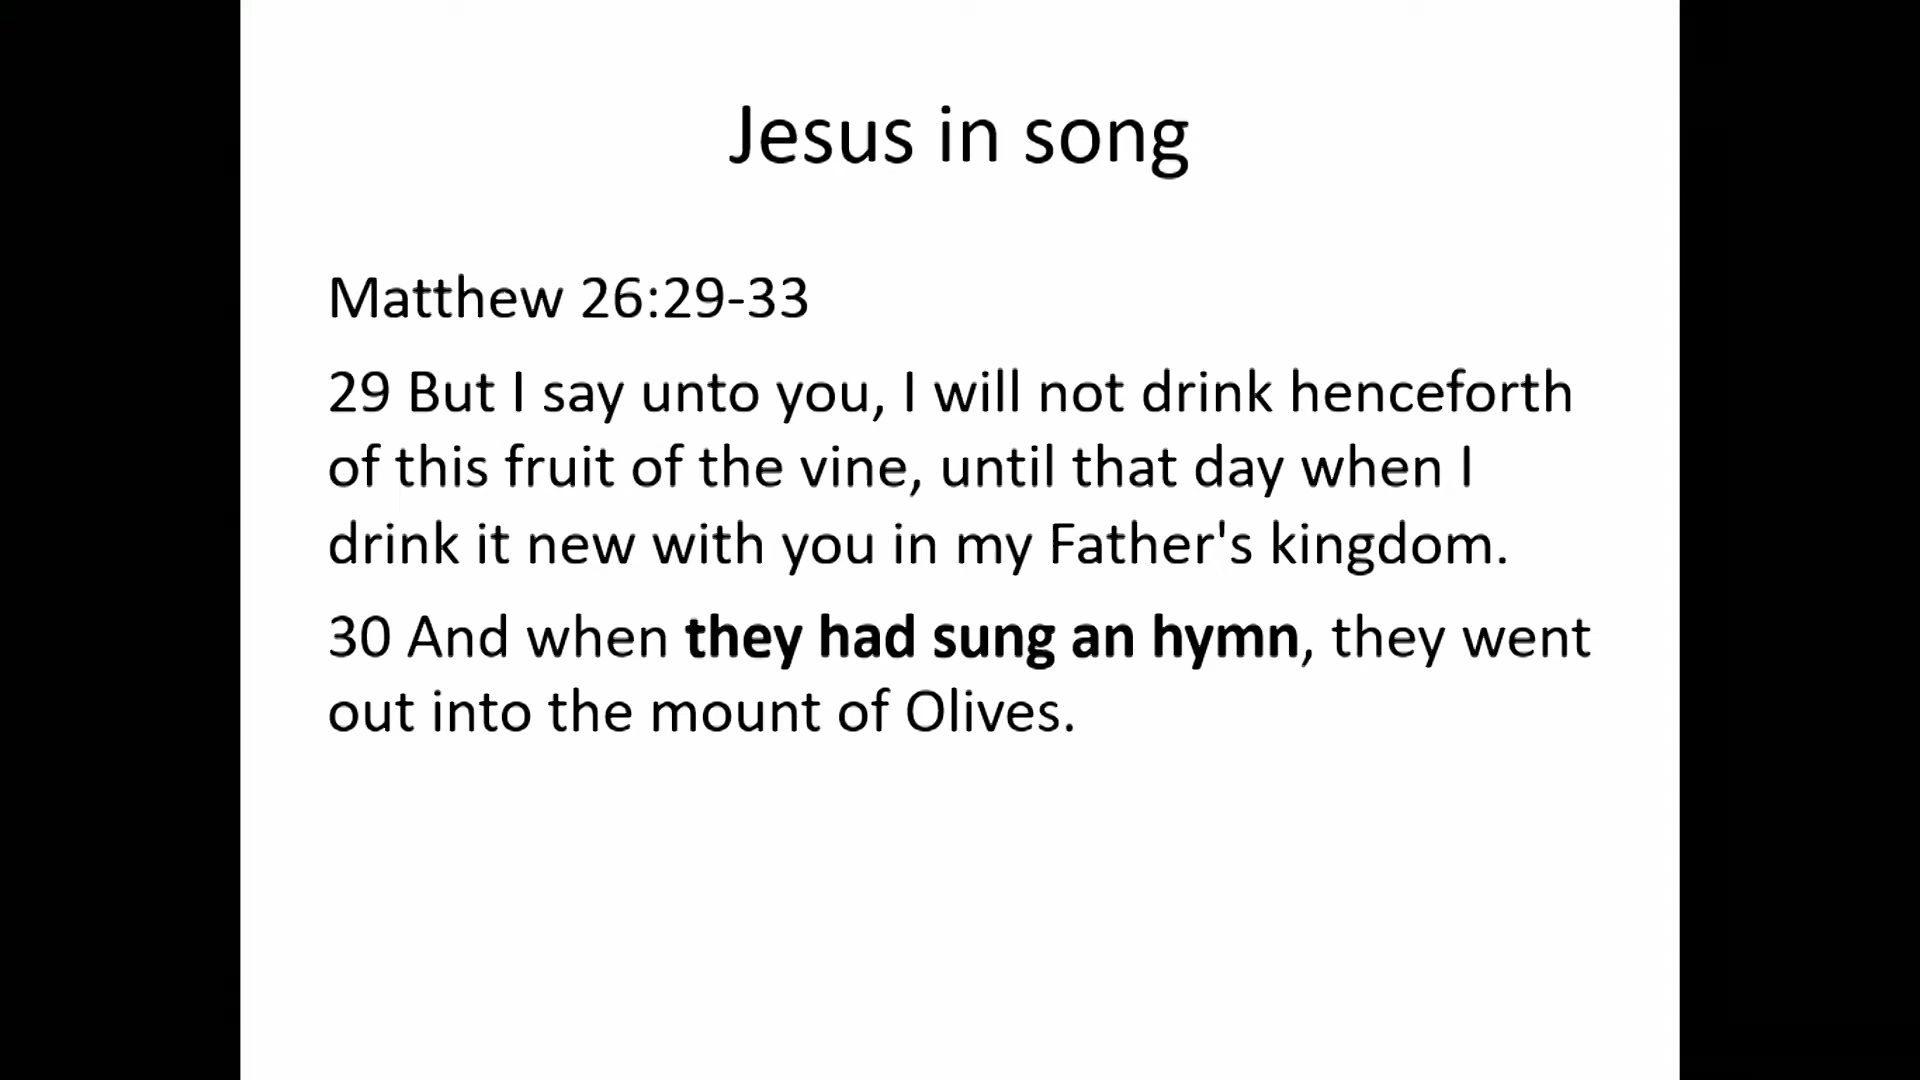 Jesus in song
Matthew 26:29-33
29 But I say unto you, I will not drink henceforth
of this fruit of the vine, until that day when I
drink it new with you in my Father's kingdom.
30 And when they had sung an hymn, they went
out into the mount of Olives.